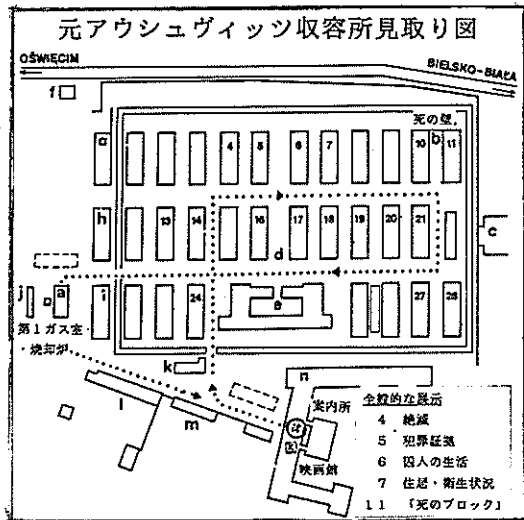 元アウシュヴィッツ収容所見取り図
OŚWIĘCIM
BIELSKO-BIAŁA
f
死の壁
a
4
5
6
7
10
b
11
h
13
14
16
17
18
19
20
21
c
d
j
a
i
24
e
27
28
第1ガス室
・焼却炉
k
l
m
n
案内所
映画館
全般的な展示
4 絶滅
5 犯罪証拠
6 囚人の生活
7 住居・衛生状況
11 「死のブロック」